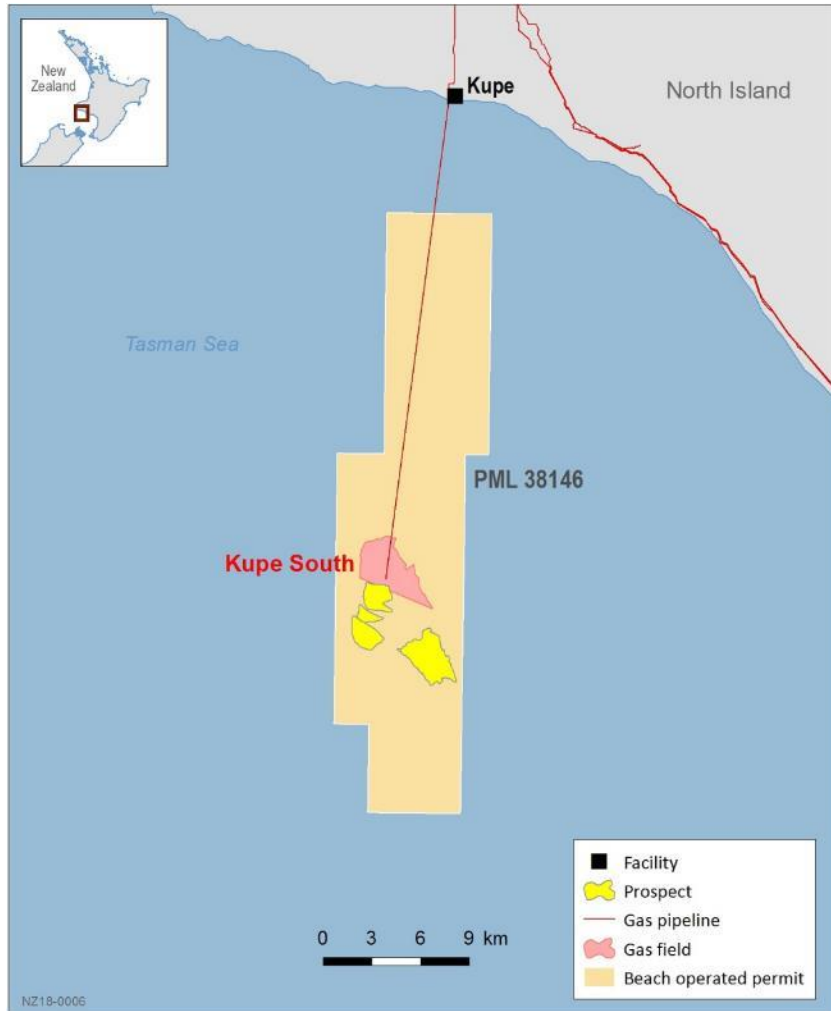 New
Zealand
Kupe
North Island
Tasman Sea
PML 38146
Kupe South
Facility
Prospect
Gas pipeline
Gas field
Beach operated permit
0 3 6 9 km
NZ18-0006